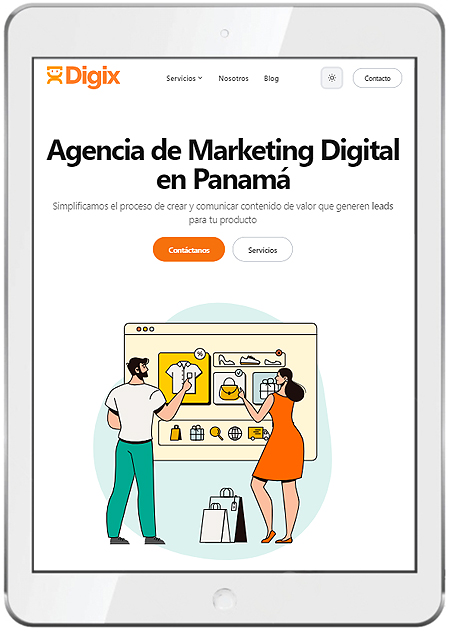 Digix
Servicios
Nosotros
Blog
Contacto
Agencia de Marketing Digital
en Panamá
Simplificamos el proceso de crear y comunicar contenido de valor que generen leads
para tu producto
Contáctanos
Servicios
%